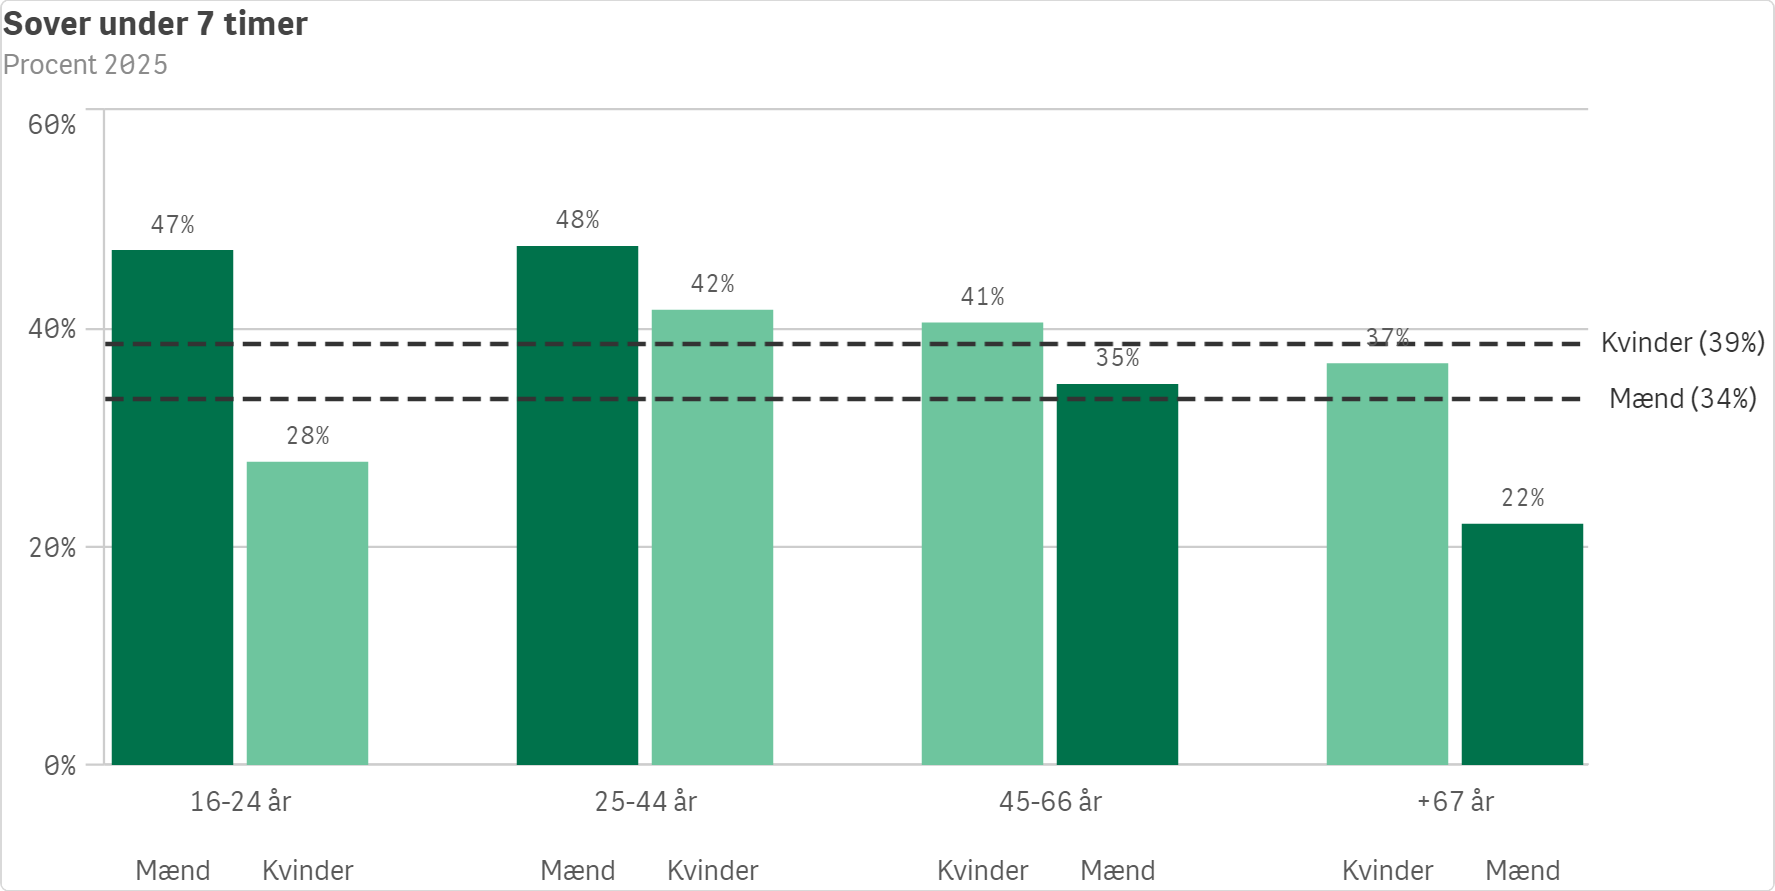 Sover under 7 timer
Procent 2025
60%
40%
20%
0%
47%
28%
48%
42%
41%
35%
37%
22%
Kvinder (39%)
Mænd (34%)
16-24 år
25-44 år
45-66 år
+67 år
Mænd
Kvinder
Mænd
Kvinder
Kvinder
Mænd
Kvinder
Mænd